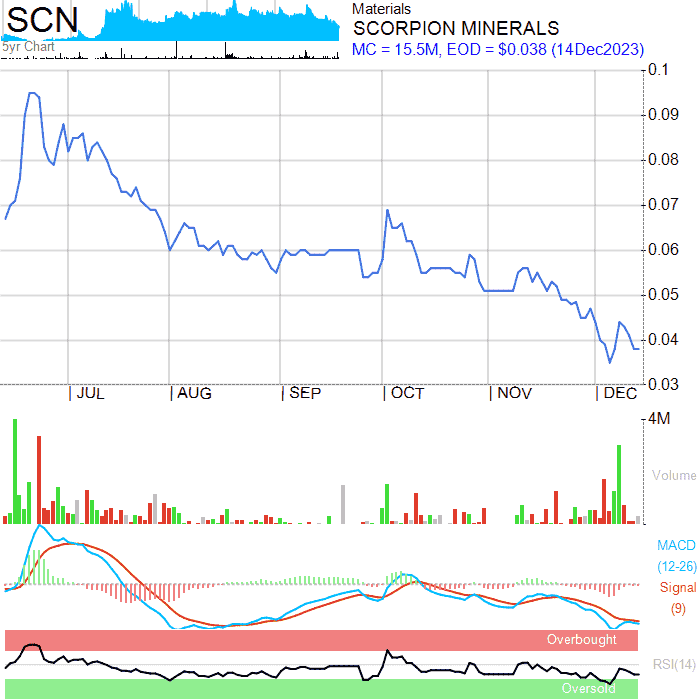 SCN
Materials
SCORPION MINERALS
MC = 15.5M, EOD = $0.038 (14Dec2023)
5yr Chart
0.1
0.09
0.08
0.07
0.06
0.05
0.04
0.03
JUL AUG SEP OCT NOV DEC
4M
Volume
MACD
(12-26)
Signal
(9)
Overbought
RSI(14)
Oversold